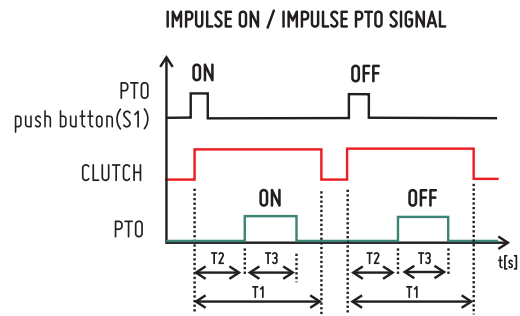 IMPULSE ON / IMPULSE PTO SIGNAL
ON
OFF
PTO
push button(S1)
CLUTCH
ON
OFF
PTO
T2
T3
T2
T3
t[s]
T1
T1